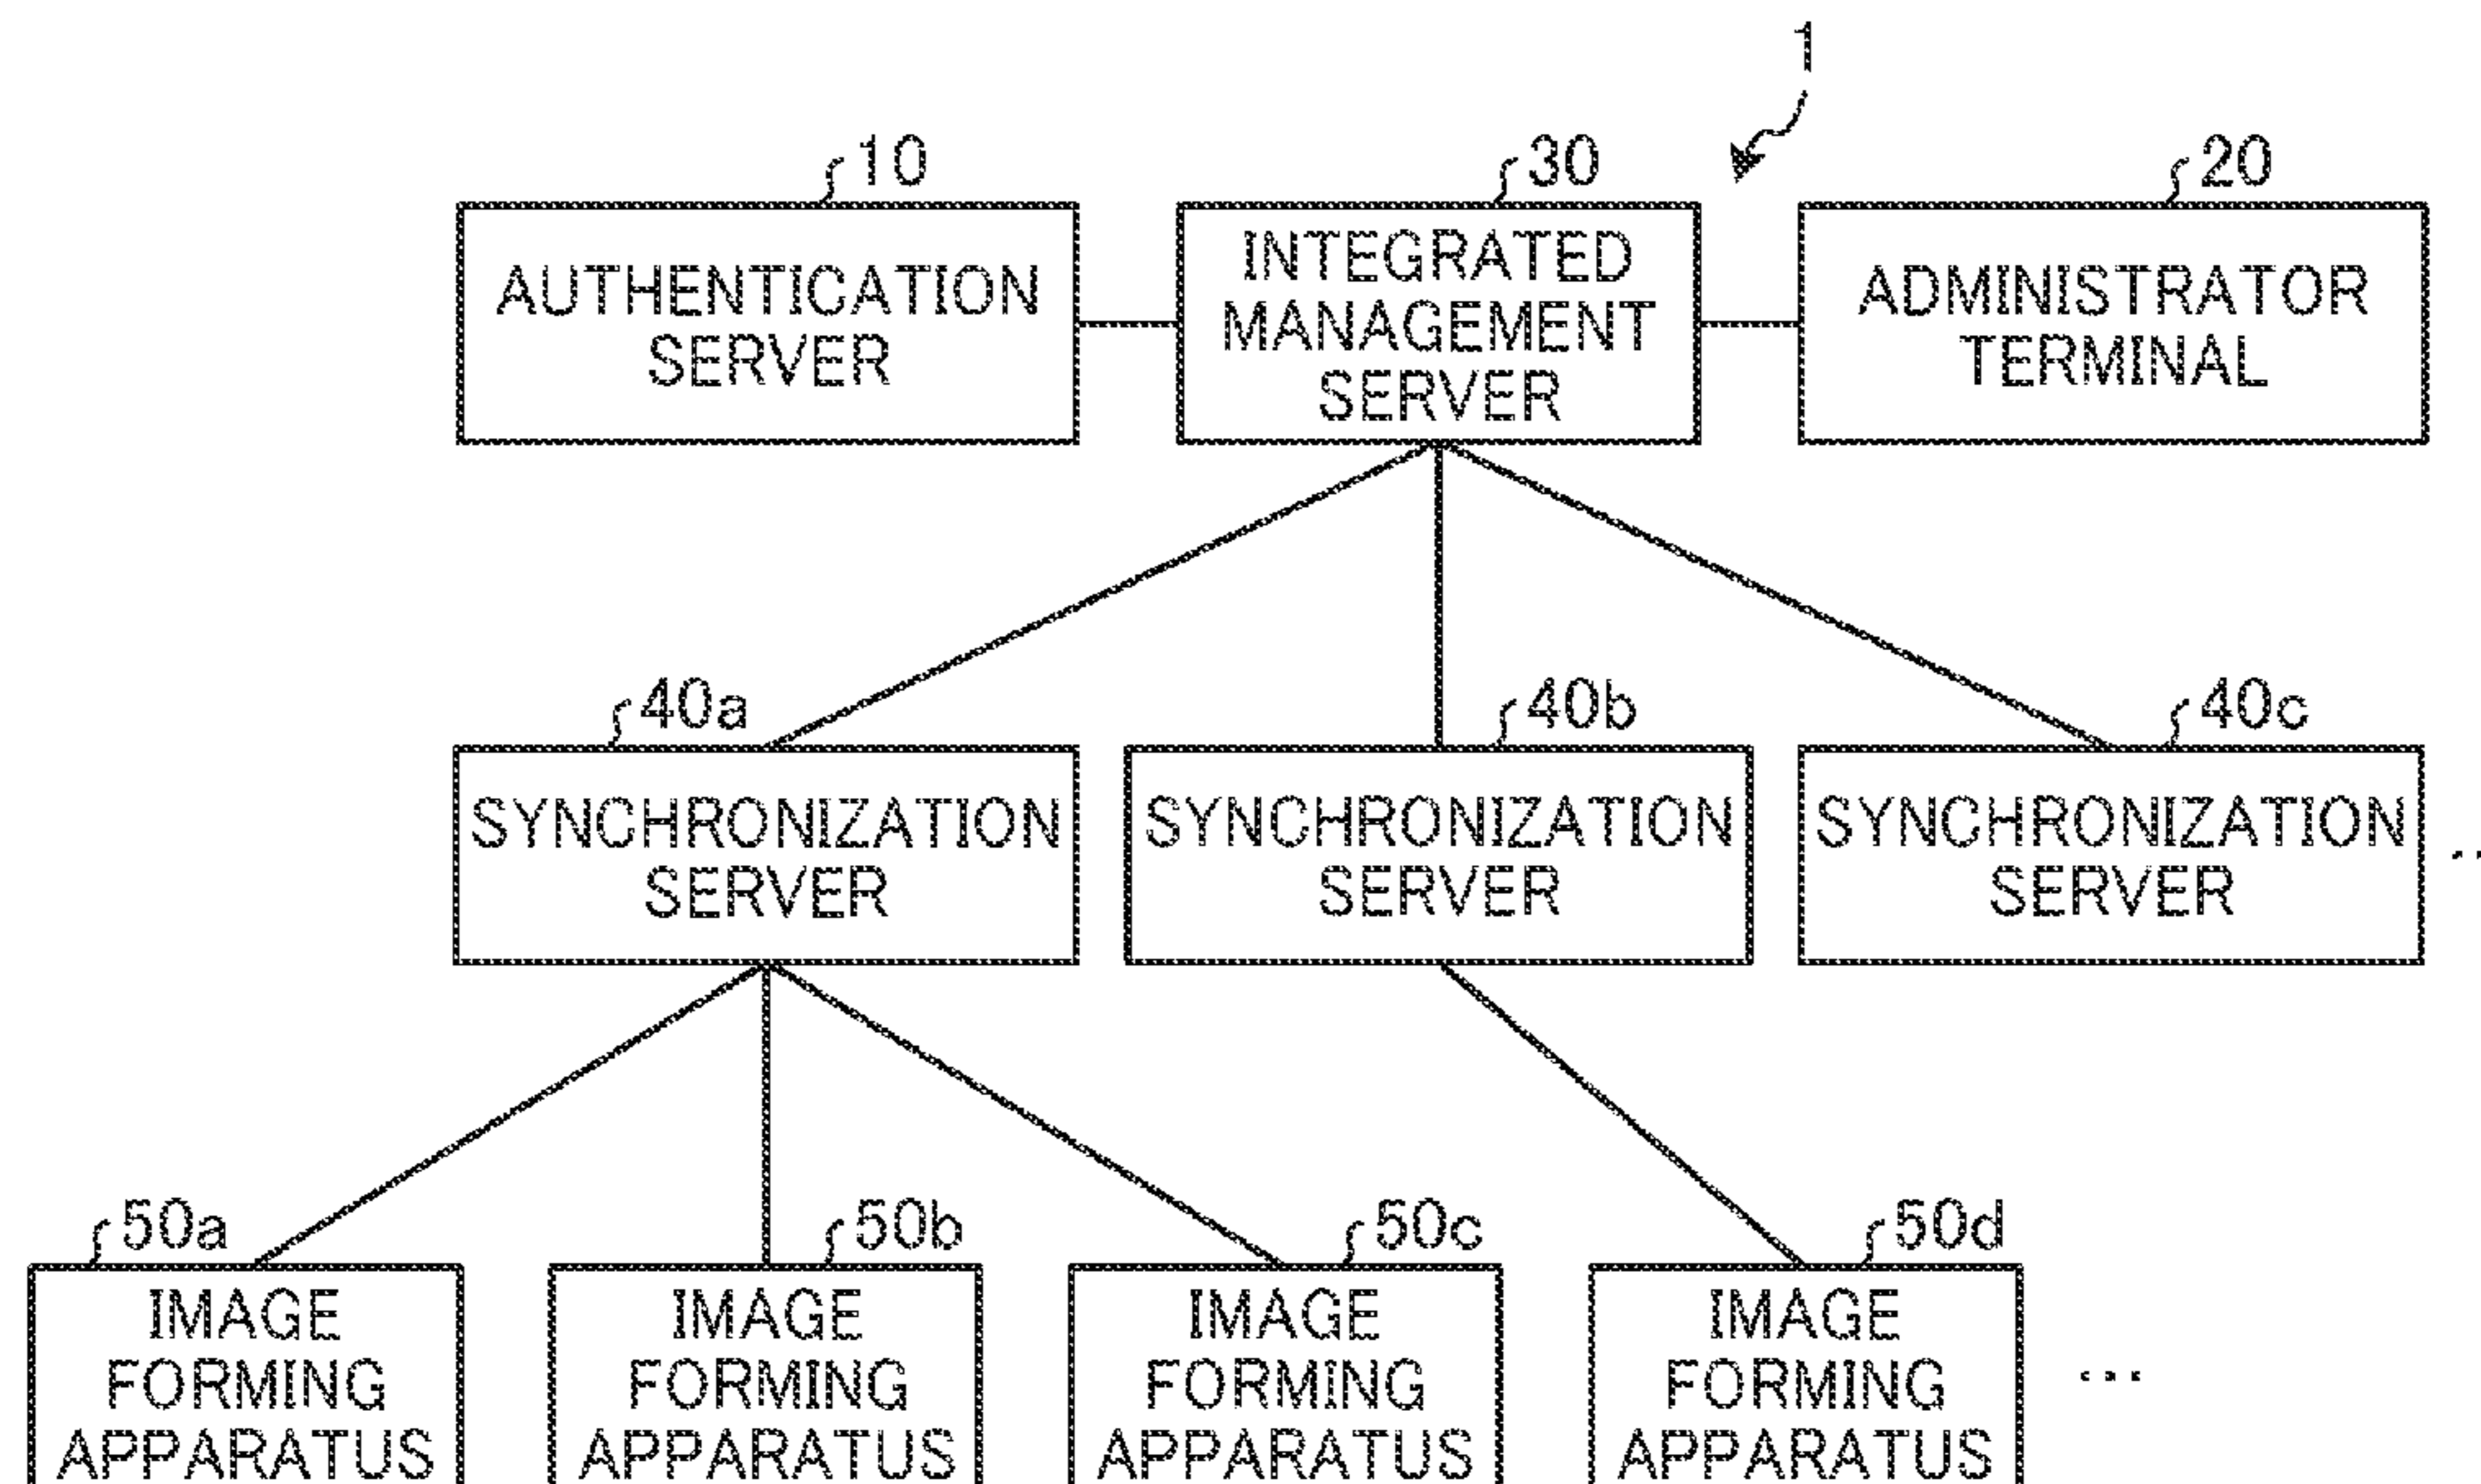 1
10
30
20
AUTHENTICATION
SERVER
INTEGRATED
MANAGEMENT
SERVER
ADMINISTRATOR
TERMINAL
40a
40b
40c
SYNCHRONIZATION
SERVER
SYNCHRONIZATION
SERVER
SYNCHRONIZATION
SERVER
..
50a
50b
50c
50d
IMAGE
FORMING
APPARATUS
IMAGE
FORMING
APPARATUS
IMAGE
FORMING
APPARATUS
IMAGE
FORMING
APPARATUS
...